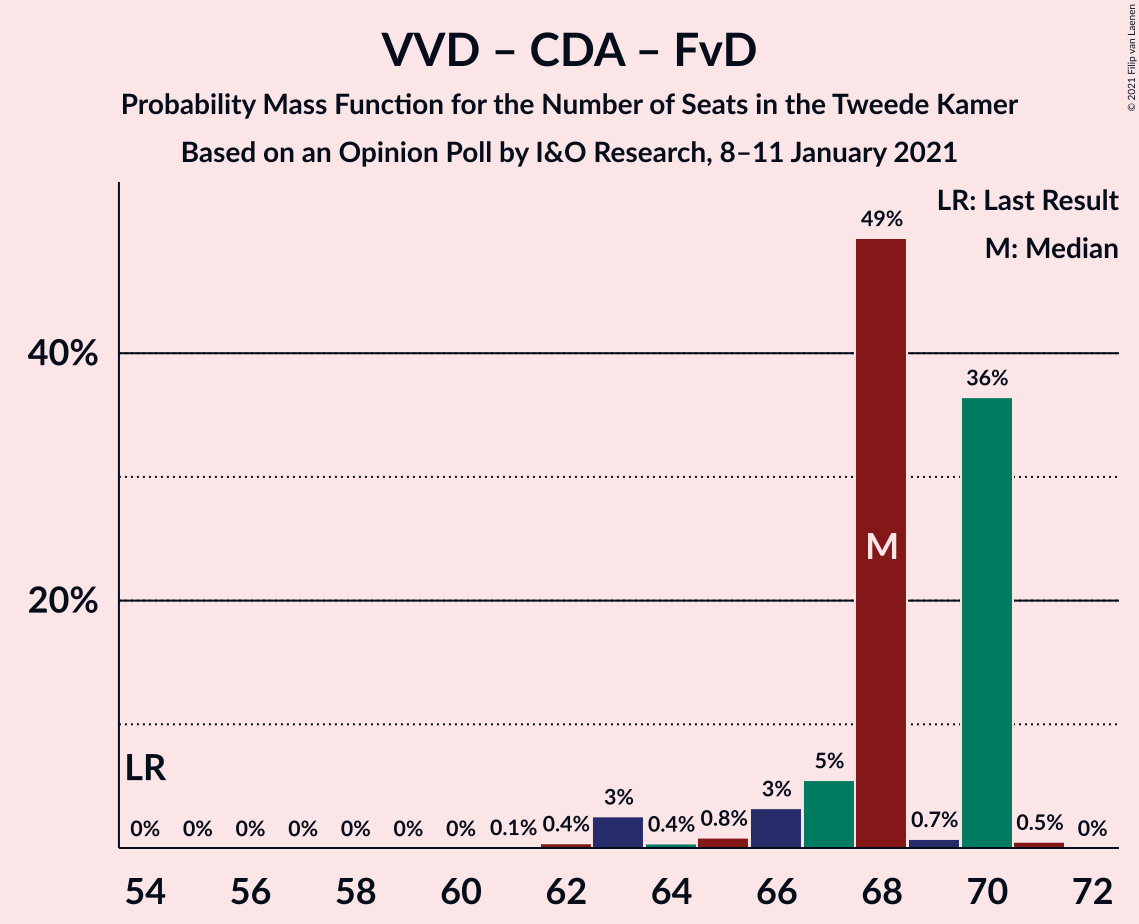 © 2021 Filip van Laenen
VVD – CDA – FvD
Probability Mass Function for the Number of Seats in the Tweede Kamer
Based on an Opinion Poll by I&O Research, 8–11 January 2021
LR: Last Result
M: Median
40%
20%
LR
M
0% 0% 0% 0% 0% 0% 0% 0.1% 0.4% 3% 0.4% 0.8% 3% 5% 49% 0.7% 36% 0.5% 0%
54 56 58 60 62 64 66 68 70 72